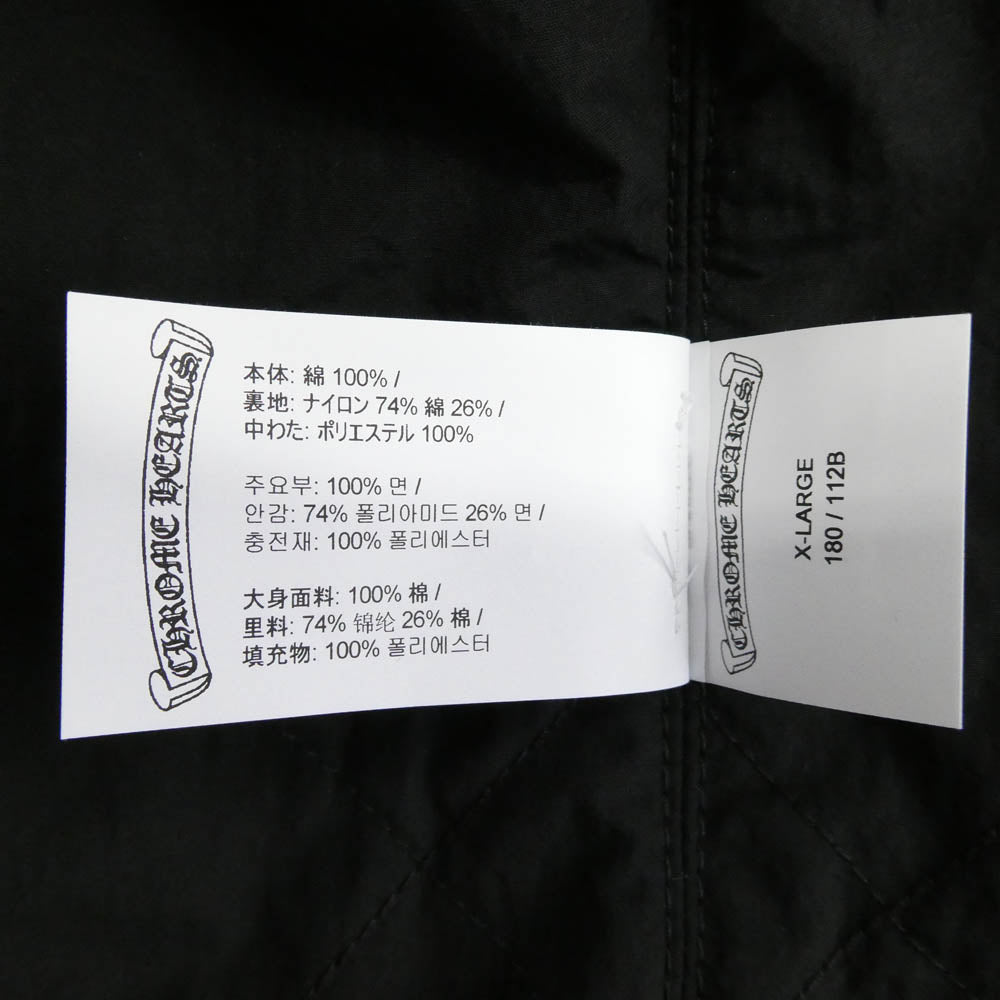 CHROME HEARTS
本体: 綿 100% /
裏地: ナイロン 74% 綿 26% /
中わた: ポリエステル 100%
주요부: 100% 면 /
안감: 74% 폴리아미드 26% 면 /
충전재: 100% 폴리에스터
大身面料: 100% 棉 /
里料: 74% 锦纶 26% 棉 /
填充物: 100% 폴리에스터
CHROME HEARTS
X-LARGE
180 / 112B